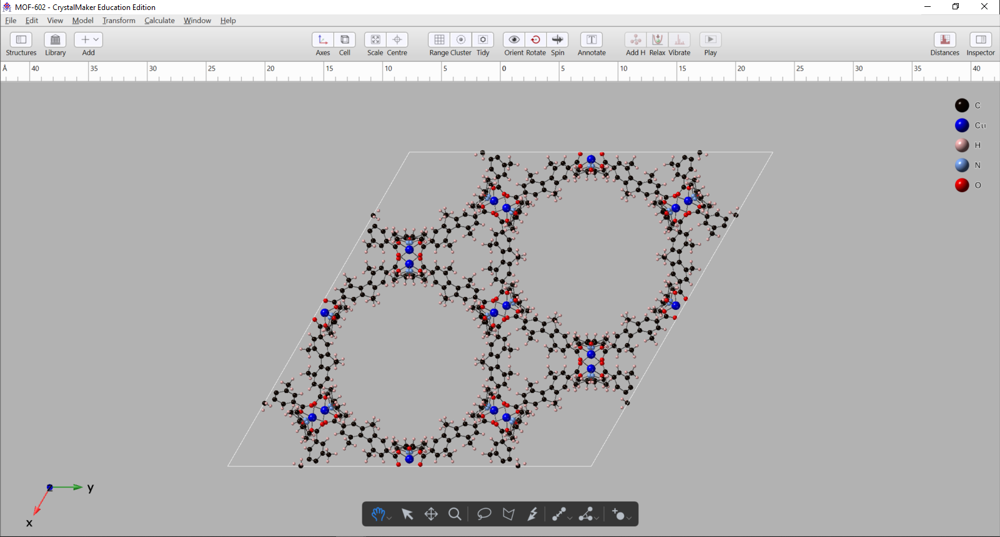 MOF-602 - CrystalMaker Education Edition
File Edit View Model Transform Calculate Window Help
Structures Library Add Axes Cell Scale Centre Range Cluster Tidy Orient Rotate Spin Annotate Add H Relax Vibrate Play Distances Inspector
Å 40 35 30 25 20 15 10 5 0 5 10 15 20 25 30 35 40
C
Cu
H
N
O
y
x